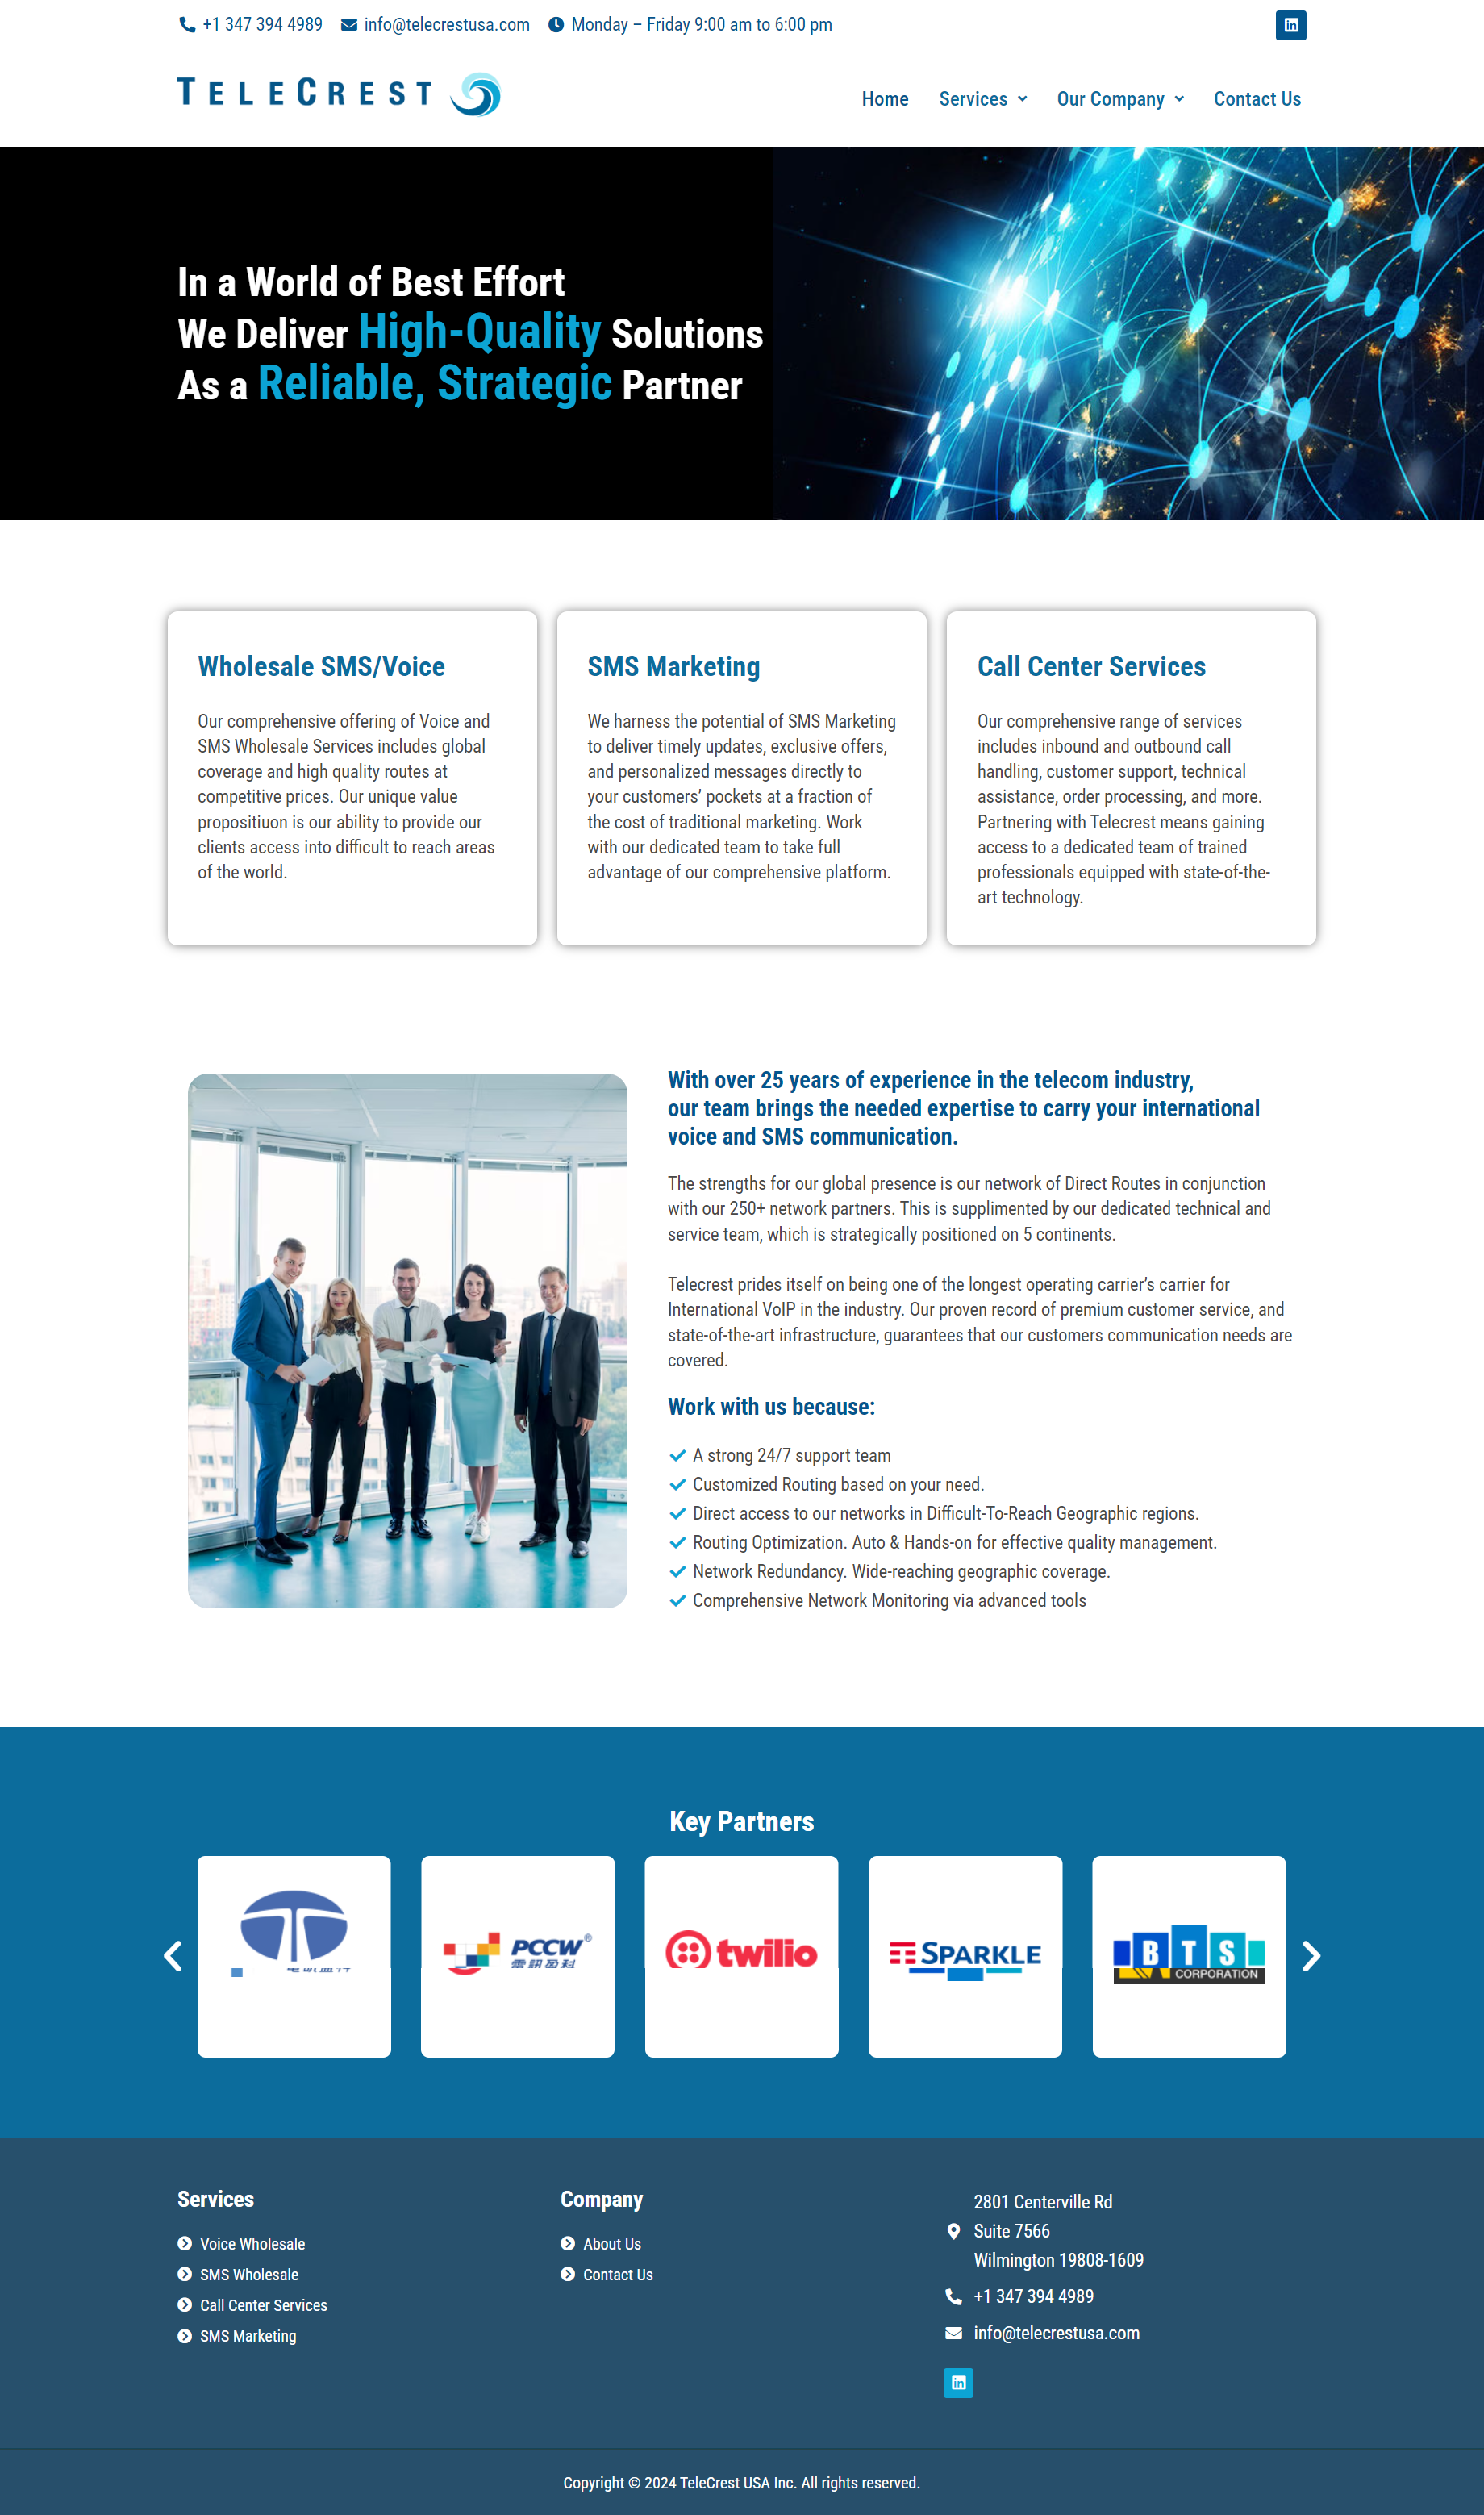 +1 347 394 4989 info@telecrestusa.com Monday – Friday 9:00 am to 6:00 pm
TELECREST
Home Services Our Company Contact Us
In a World of Best Effort
We Deliver High-Quality Solutions
As a Reliable, Strategic Partner
Wholesale SMS/Voice
Our comprehensive offering of Voice and
SMS Wholesale Services includes global
coverage and high quality routes at
competitive prices. Our unique value
propositiuon is our ability to provide our
clients access into difficult to reach areas
of the world.
SMS Marketing
We harness the potential of SMS Marketing
to deliver timely updates, exclusive offers,
and personalized messages directly to
your customers’ pockets at a fraction of
the cost of traditional marketing. Work
with our dedicated team to take full
advantage of our comprehensive platform.
Call Center Services
Our comprehensive range of services
includes inbound and outbound call
handling, customer support, technical
assistance, order processing, and more.
Partnering with Telecrest means gaining
access to a dedicated team of trained
professionals equipped with state-of-the-
art technology.
With over 25 years of experience in the telecom industry,
our team brings the needed expertise to carry your international
voice and SMS communication.
The strengths for our global presence is our network of Direct Routes in conjunction
with our 250+ network partners. This is supplimented by our dedicated technical and
service team, which is strategically positioned on 5 continents.
Telecrest prides itself on being one of the longest operating carrier’s carrier for
International VoIP in the industry. Our proven record of premium customer service, and
state-of-the-art infrastructure, guarantees that our customers communication needs are
covered.
Work with us because:
A strong 24/7 support team
Customized Routing based on your need.
Direct access to our networks in Difficult-To-Reach Geographic regions.
Routing Optimization. Auto & Hands-on for effective quality management.
Network Redundancy. Wide-reaching geographic coverage.
Comprehensive Network Monitoring via advanced tools
Key Partners
PCCW®
電訊盈科
twilio
SPARKLE
BTS
CORPORATION
Services
Voice Wholesale
SMS Wholesale
Call Center Services
SMS Marketing
Company
About Us
Contact Us
2801 Centerville Rd
Suite 7566
Wilmington 19808-1609
+1 347 394 4989
info@telecrestusa.com
Copyright © 2024 TeleCrest USA Inc. All rights reserved.